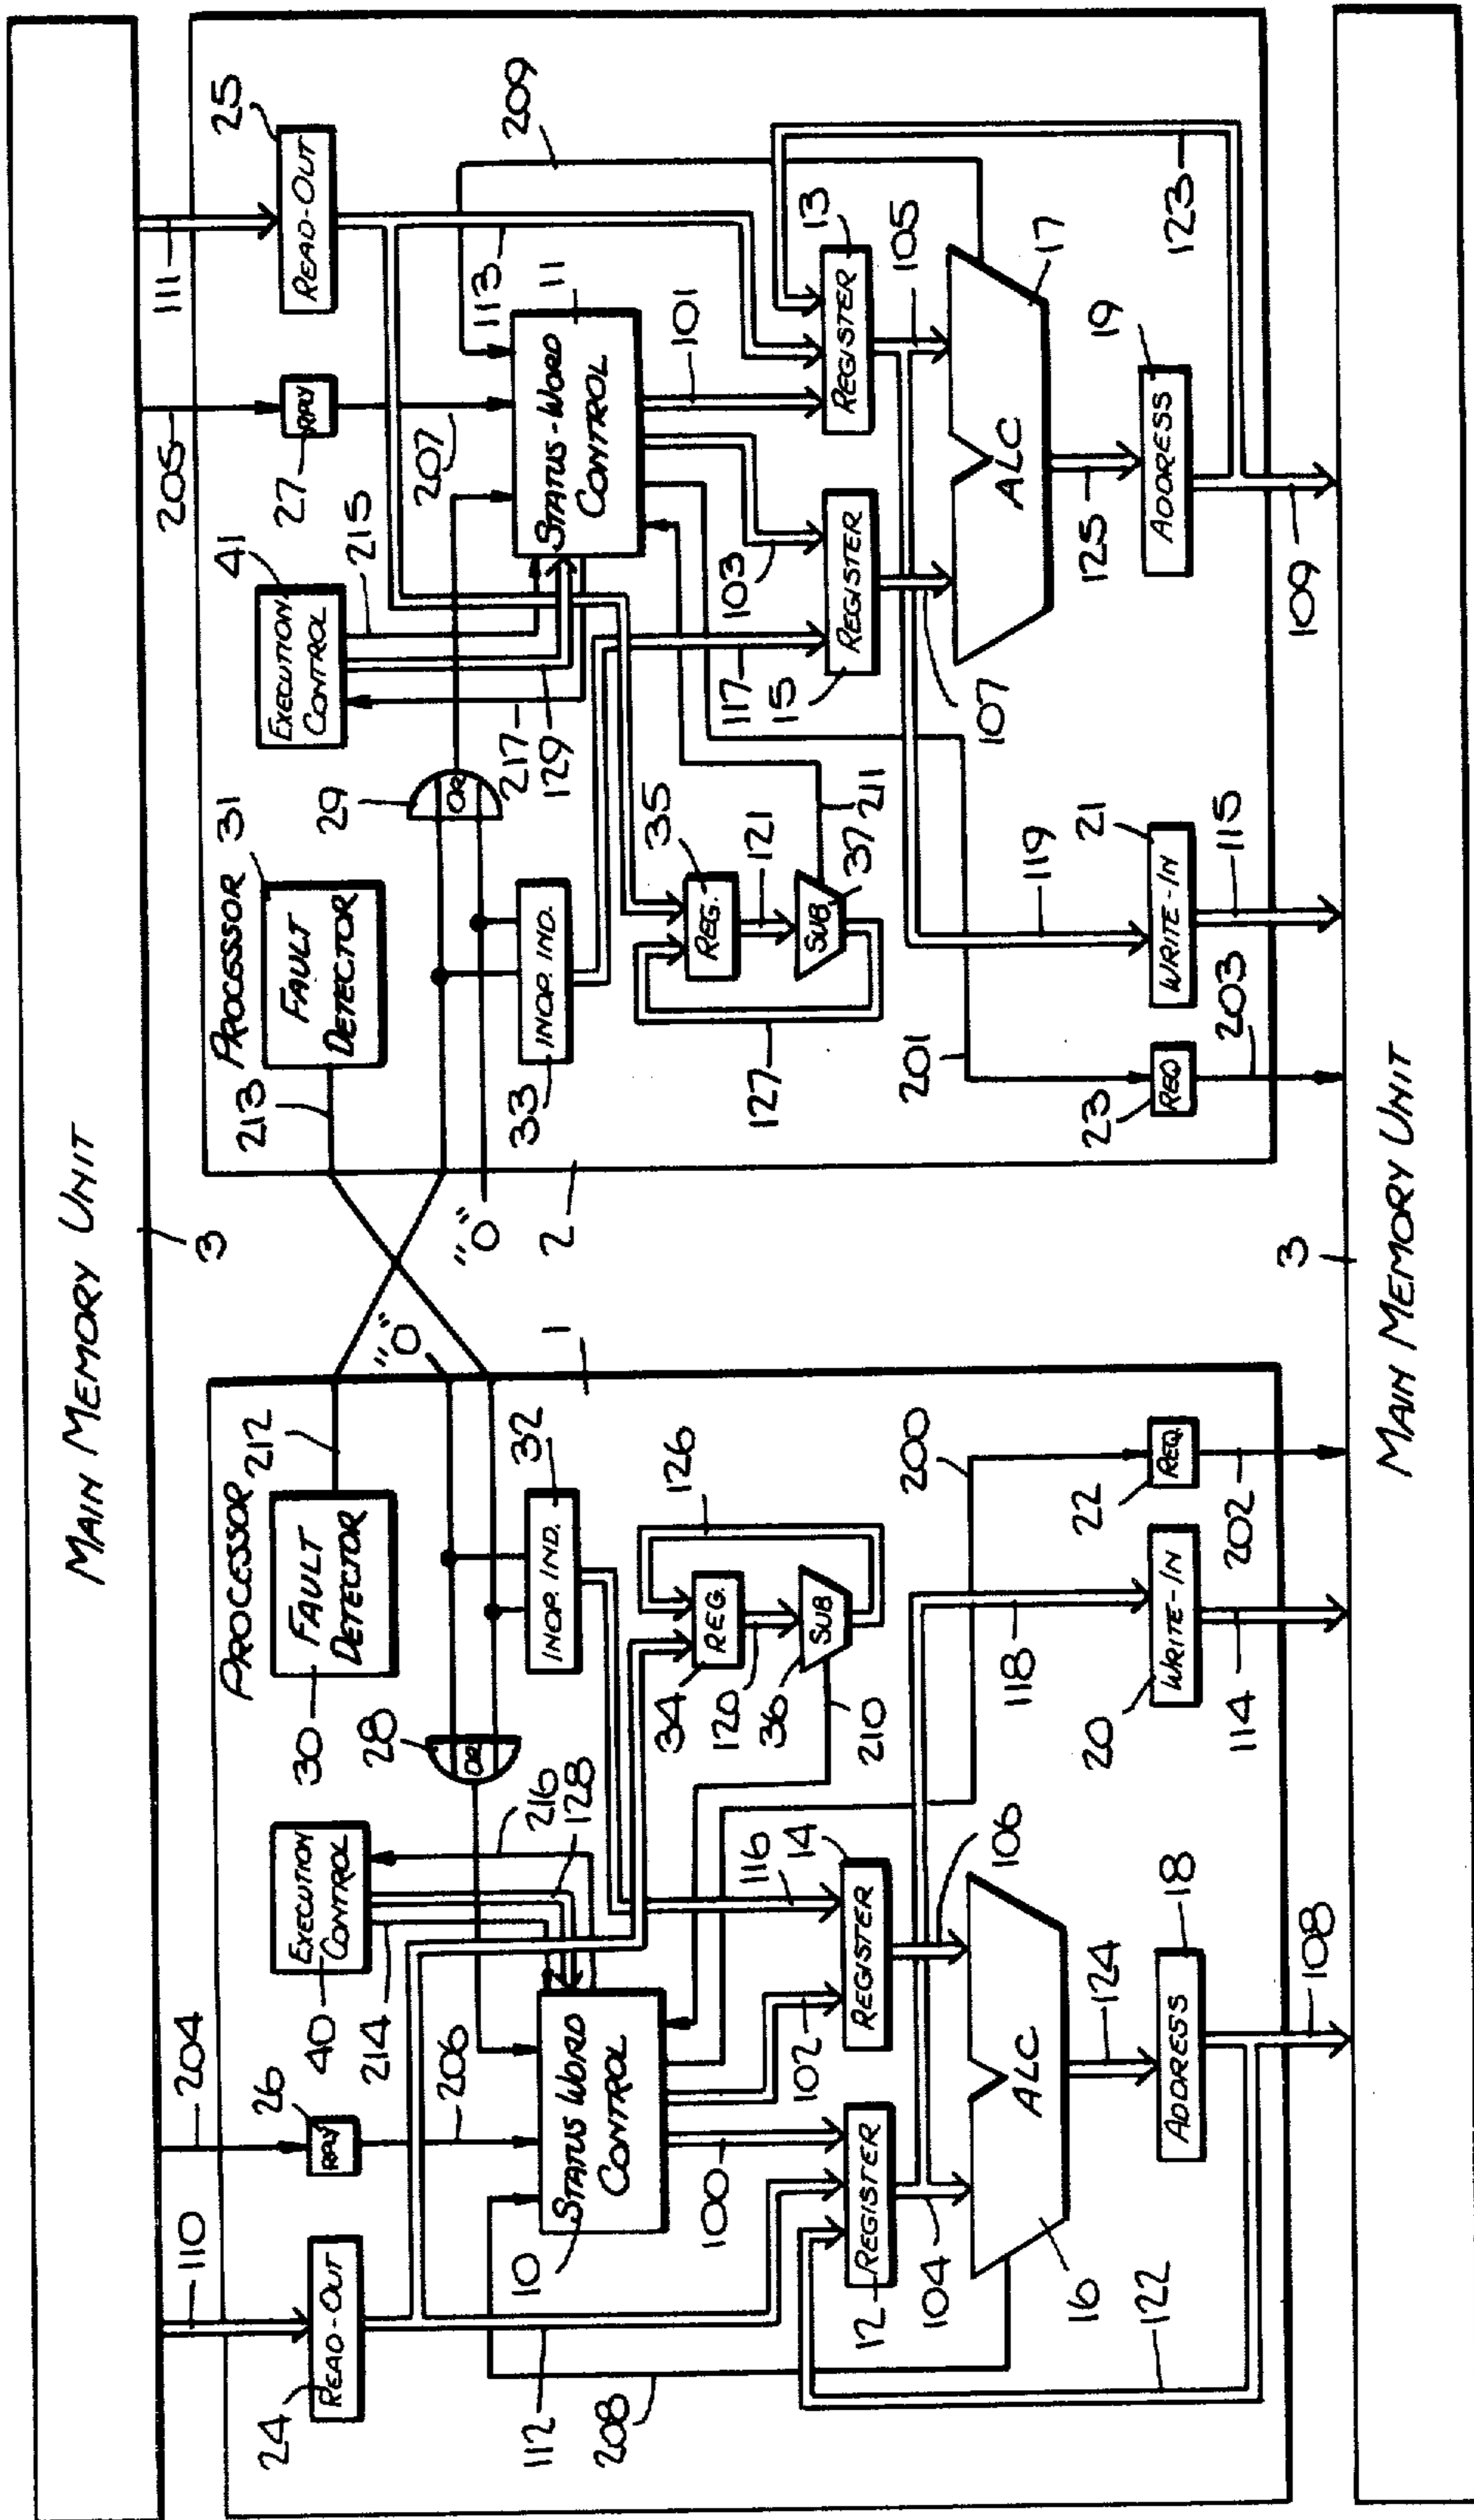 MAIN MEMORY UNIT
3
110
204
205
111
PROCESSOR
24
READ-OUT
26
RPY
40
EXECUTION CONTROL
214
206
216
128
28
OR
30
FAULT DETECTOR
212
"0"
32
INOP. IND.
1
112
208
10
STATUS WORD CONTROL
100
102
116
14
REGISTER
12
REGISTER
104
106
34
REG.
120
36
SUB
126
210
200
16
ALC
124
18
ADDRESS
122
108
118
20
WRITE-IN
114
22
REQ.
202
PROCESSOR
213
31
FAULT DETECTOR
"0"
2
33
INOP. IND.
29
OR
41
EXECUTION CONTROL
215
217
129
27
RPY
207
25
READ-OUT
209
113
11
STATUS-WORD CONTROL
101
103
117
15
REGISTER
13
REGISTER
105
107
35
REG.
121
SUB
37
211
127
201
17
ALC
125
19
ADDRESS
123
109
119
21
WRITE-IN
115
23
REQ
203
3
MAIN MEMORY UNIT